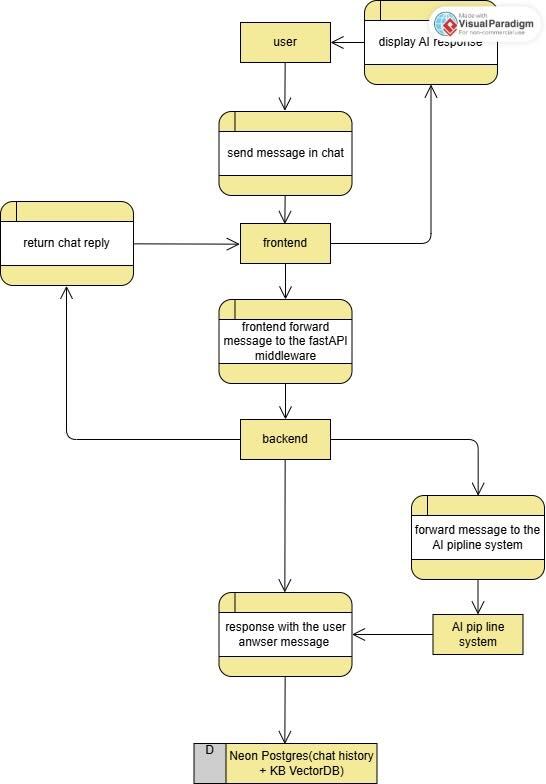 Made with
VisualParadigm
For non-commercial use
user
display AI response
send message in chat
return chat reply
frontend
frontend forward
message to the fastAPI
middleware
backend
forward message to the
AI pipline system
response with the user
anwser message
AI pip line
system
D
Neon Postgres(chat history
+ KB VectorDB)